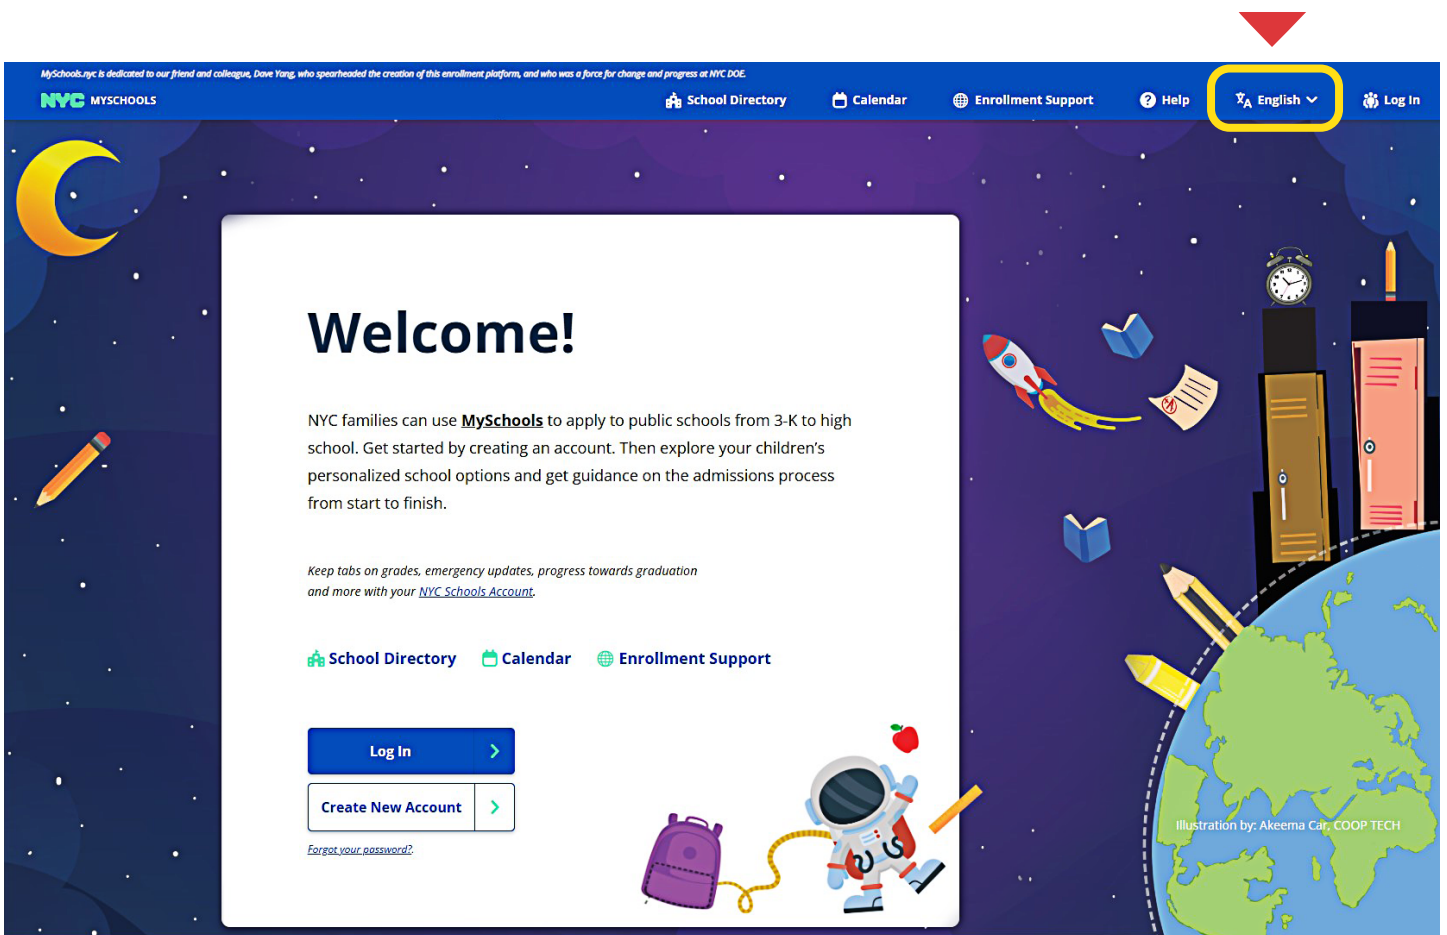 MySchools.nyc is dedicated to our friend and colleague, Dave Yang, who spearheaded the creation of this enrollment platform, and who was a force for change and progress at NYC DOE.
NYC MYSCHOOLS
School Directory
Calendar
Enrollment Support
Help
English
Log In
Welcome!
NYC families can use MySchools to apply to public schools from 3-K to high
school. Get started by creating an account. Then explore your children’s
personalized school options and get guidance on the admissions process
from start to finish.
Keep tabs on grades, emergency updates, progress towards graduation
and more with your NYC Schools Account.
School Directory
Calendar
Enrollment Support
Log In
Create New Account
Forgot your password?.
Illustration by: Akeema Car, COOP TECH